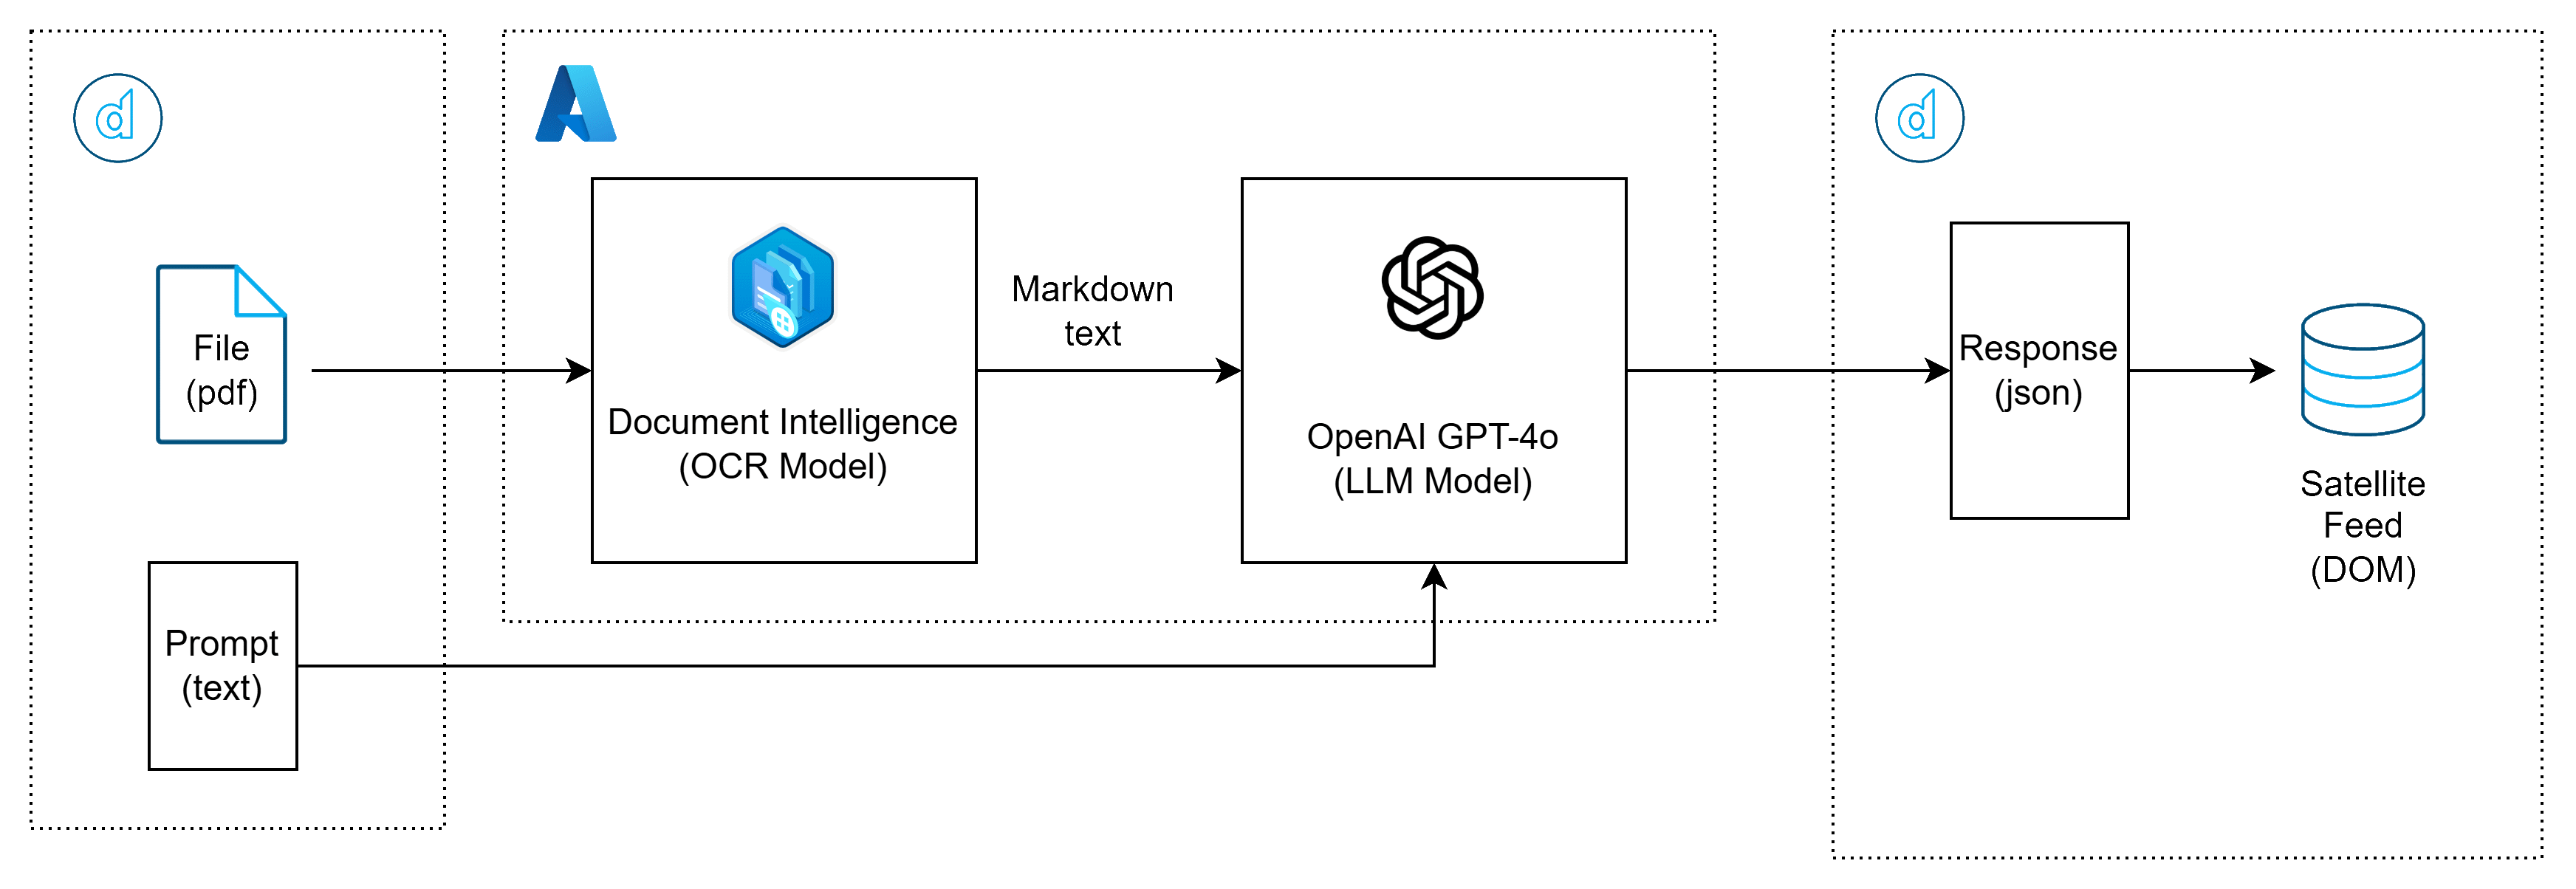 d
File
(pdf)
Prompt
(text)
Document Intelligence
(OCR Model)
Markdown
text
OpenAI GPT-4o
(LLM Model)
d
Response
(json)
Satellite
Feed
(DOM)